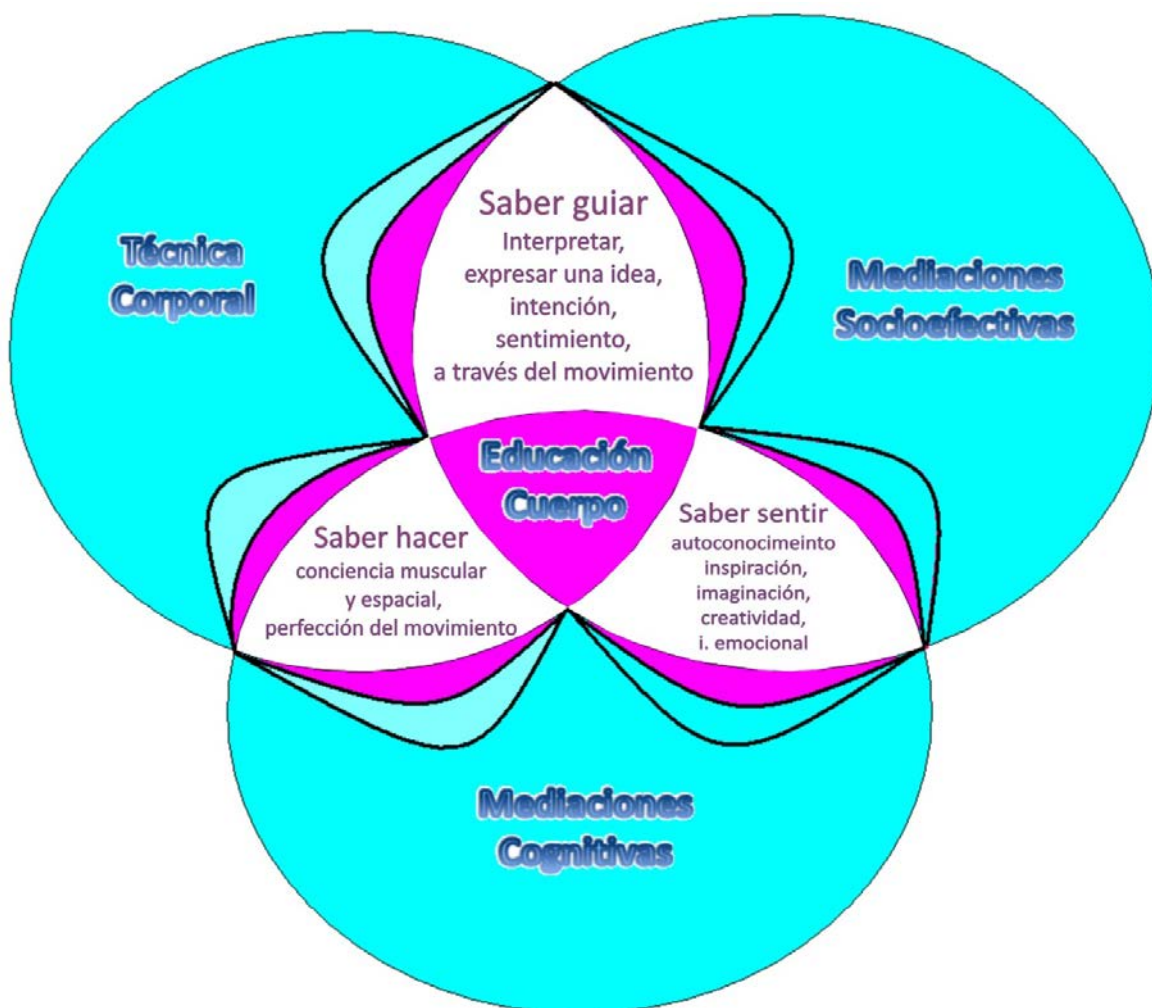 Saber guiar
Interpretar,
expresar una idea,
intención,
sentimiento,
a través del movimiento
Técnica
Corporal
Mediaciones
Socioefectivas
Educación
Cuerpo
Saber hacer
conciencia muscular
y espacial,
perfección del movimiento
Saber sentir
autoconocimeinto
inspiración,
imaginación,
creatividad,
i. emocional
Mediaciones
Cognitivas